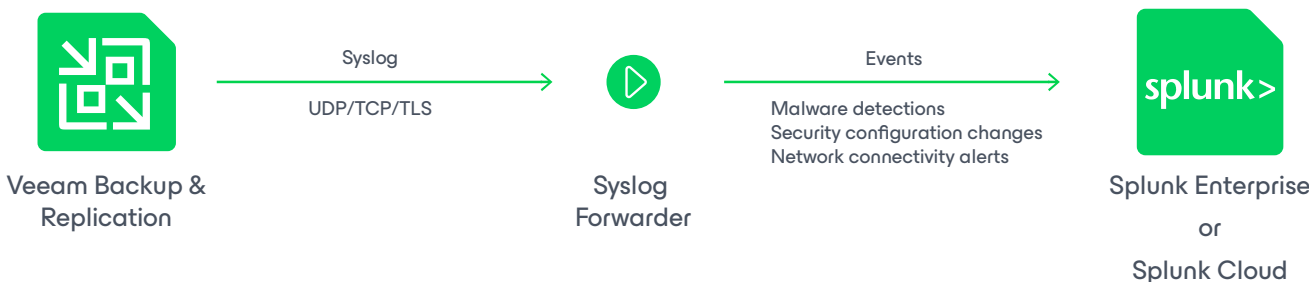 Syslog
UDP/TCP/TLS
Veeam Backup &
Replication
Syslog
Forwarder
Events
Malware detections
Security configuration changes
Network connectivity alerts
splunk>
Splunk Enterprise
or
Splunk Cloud